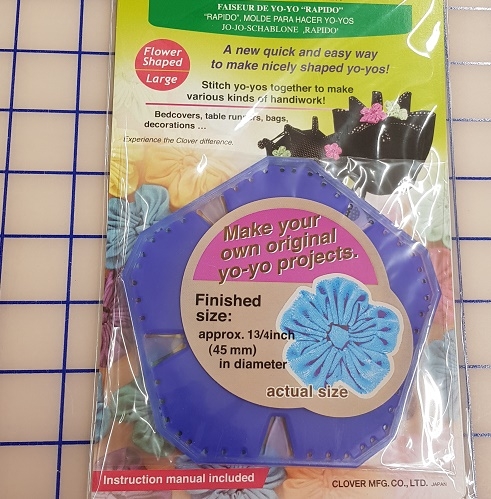 FAISEUR DE YO-YO "RAPIDO"
"RAPIDO", MOLDE PARA HACER YO-YOS
JO-JO-SCHABLONE ,RAPIDO'
Flower
Shaped
Large
A new quick and easy way
to make nicely shaped yo-yos!
Stitch yo-yos together to make
various kinds of handiwork!
Bedcovers, table runners, bags,
decorations ...
Experience the Clover difference.
Make your
own original
yo-yo projects.
Finished
size:
approx. 1 3/4inch
(45 mm)
in diameter
actual size
Instruction manual included
CLOVER MFG. CO., LTD. JAPAN